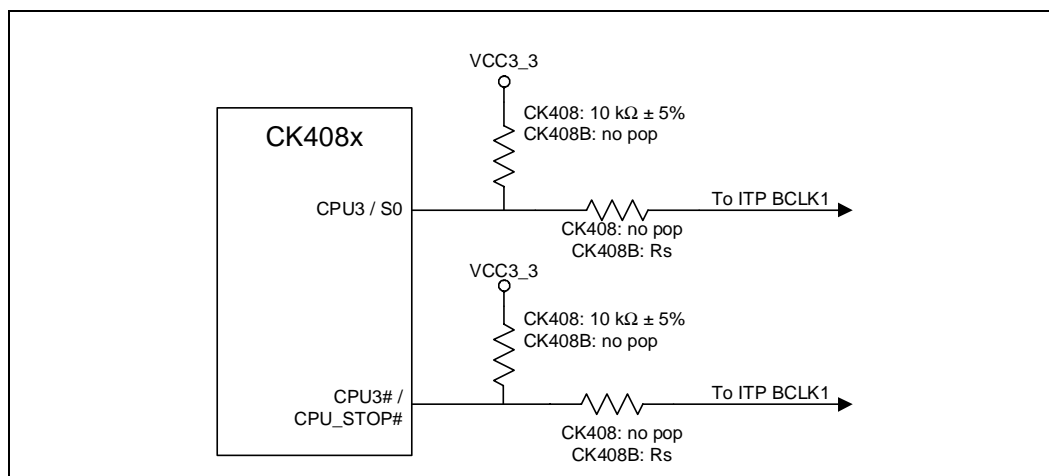 VCC3_3
CK408: 10 kΩ ± 5%
CK408B: no pop
CK408x
CPU3 / S0
To ITP BCLK1
CK408: no pop
CK408B: Rs
VCC3_3
CK408: 10 kΩ ± 5%
CK408B: no pop
CPU3# /
CPU_STOP#
To ITP BCLK1
CK408: no pop
CK408B: Rs